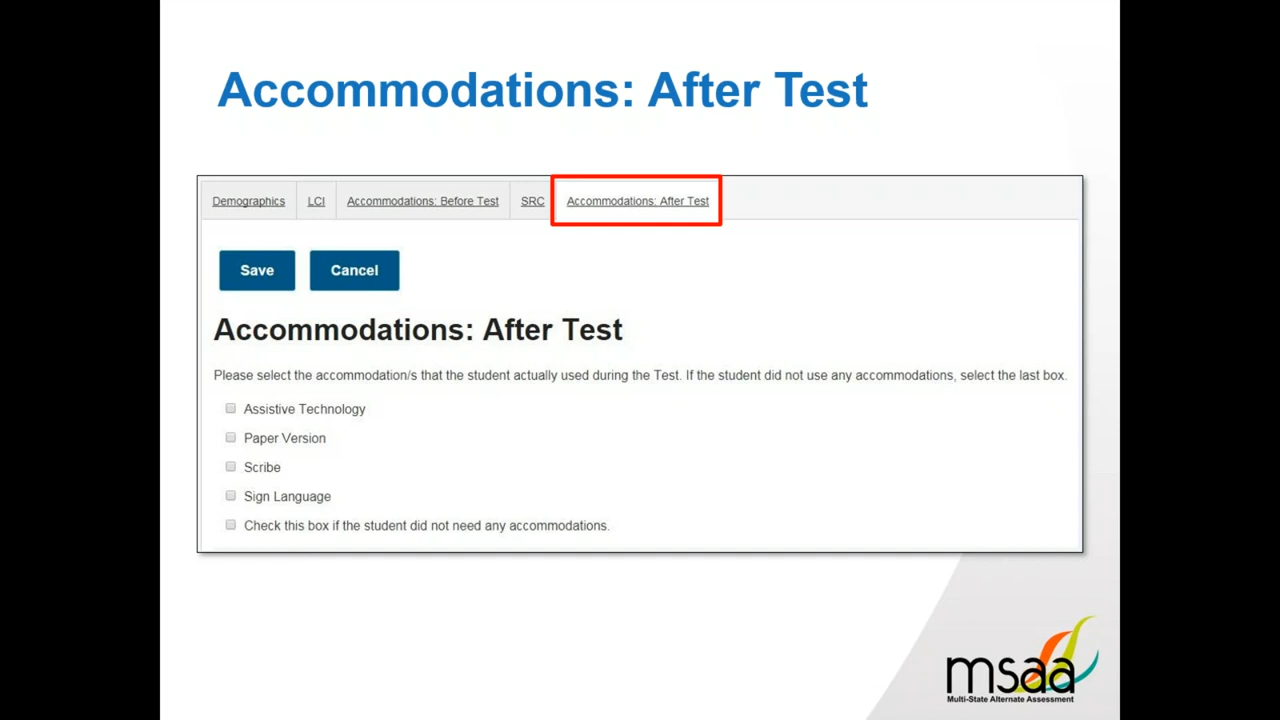 Accommodations: After Test
Demographics LCI Accommodations: Before Test SRC Accommodations: After Test
Save Cancel
Accommodations: After Test
Please select the accommodation/s that the student actually used during the Test. If the student did not use any accommodations, select the last box.
Assistive Technology
Paper Version
Scribe
Sign Language
Check this box if the student did not need any accommodations.
msaa
Multi-State Alternate Assessment